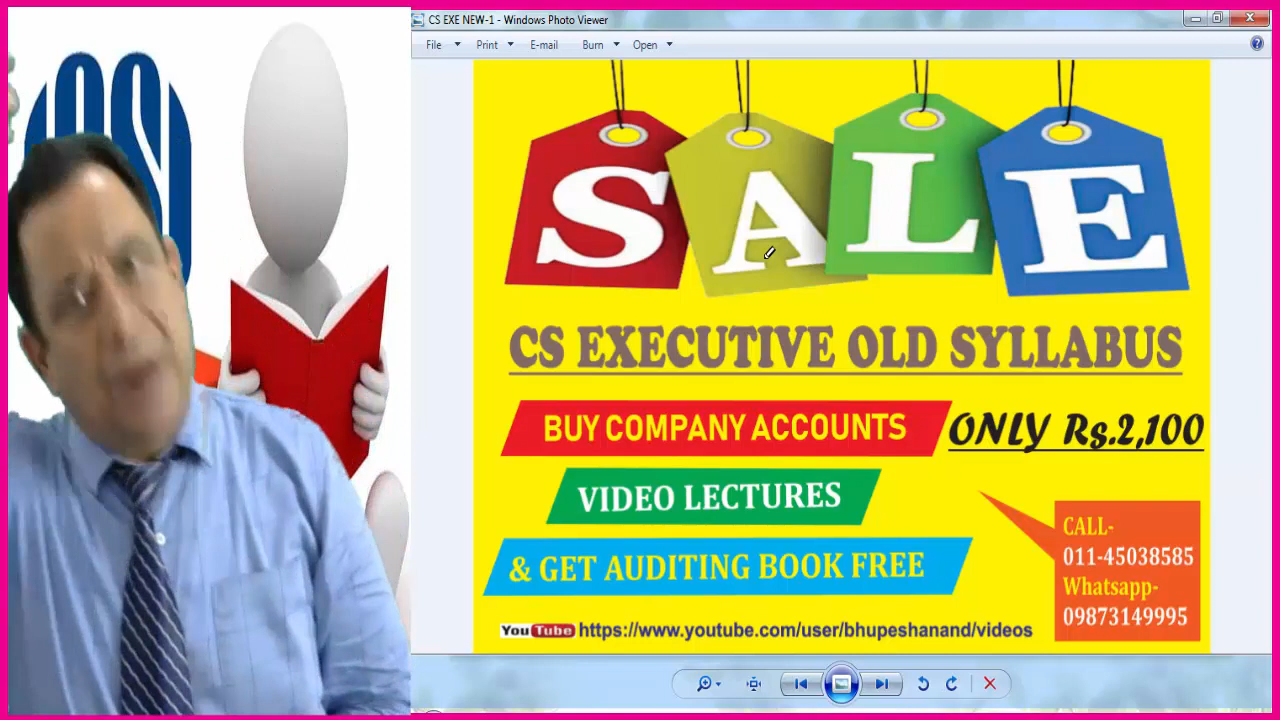 CS EXE NEW-1 - Windows Photo Viewer
File Print E-mail Burn Open
SALE
CS EXECUTIVE OLD SYLLABUS
BUY COMPANY ACCOUNTS ONLY Rs.2,100
VIDEO LECTURES
& GET AUDITING BOOK FREE
CALL-
011-45038585
Whatsapp-
09873149995
YouTube https://www.youtube.com/user/bhupeshanand/videos